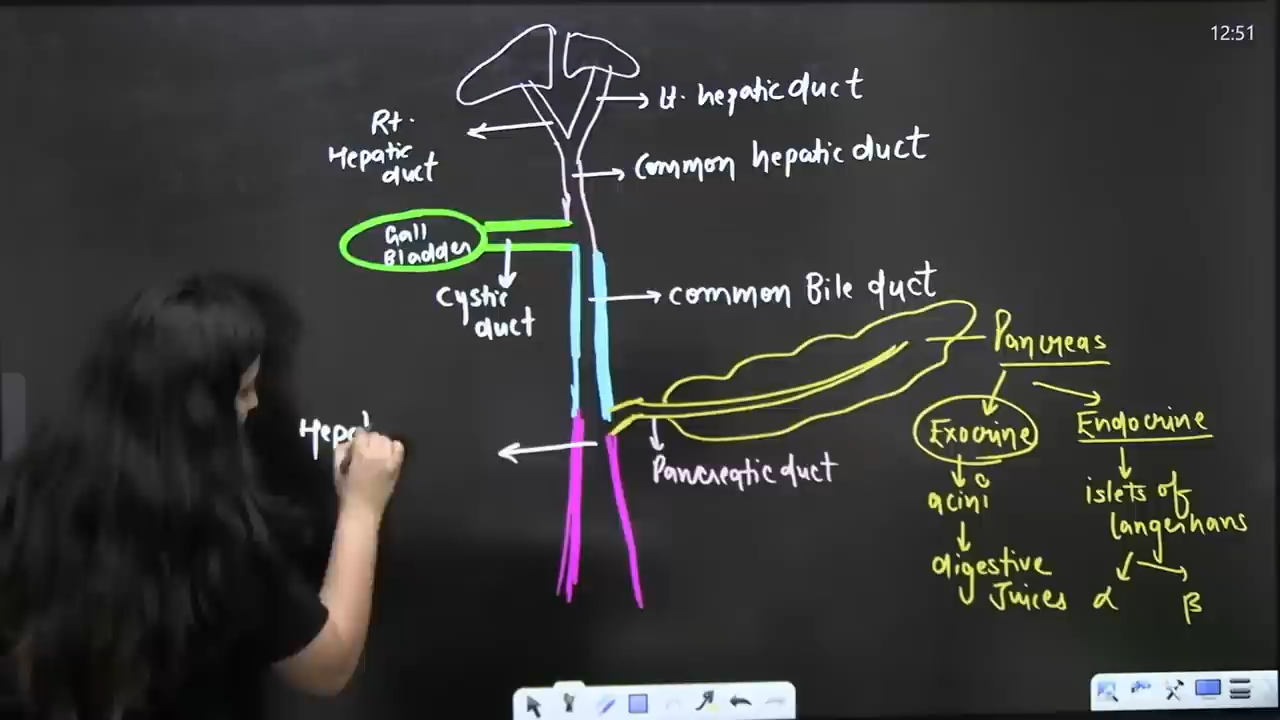 12:51
Lt. hepatic duct
Rt.
Hepatic
duct
Common hepatic duct
Gall
Bladder
Cystic
duct
Common Bile duct
Pancreas
Exocrine
Endocrine
Hepa
Pancreatic duct
acini
islets of
langerhans
digestive
Juices
α
β